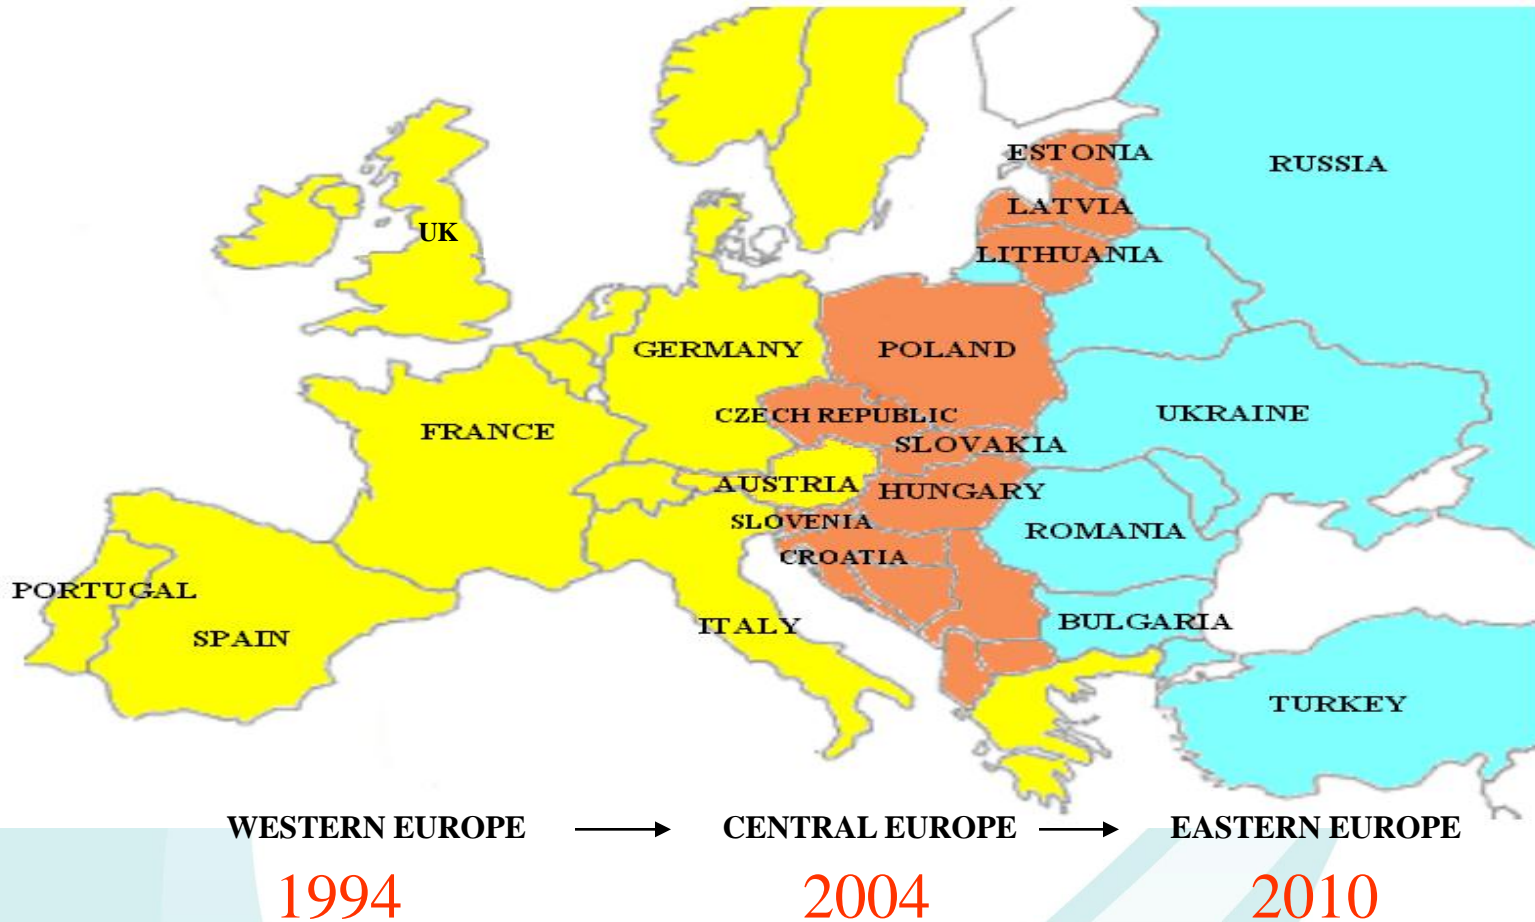 ESTONIA
RUSSIA
LATVIA
UK
LITHUANIA
GERMANY
POLAND
CZECH REPUBLIC
UKRAINE
FRANCE
SLOVAKIA
AUSTRIA
HUNGARY
SLOVENIA
ROMANIA
CROATIA
PORTUGAL
BULGARIA
ITALY
SPAIN
TURKEY
WESTERN EUROPE CENTRAL EUROPE EASTERN EUROPE
1994 2004 2010